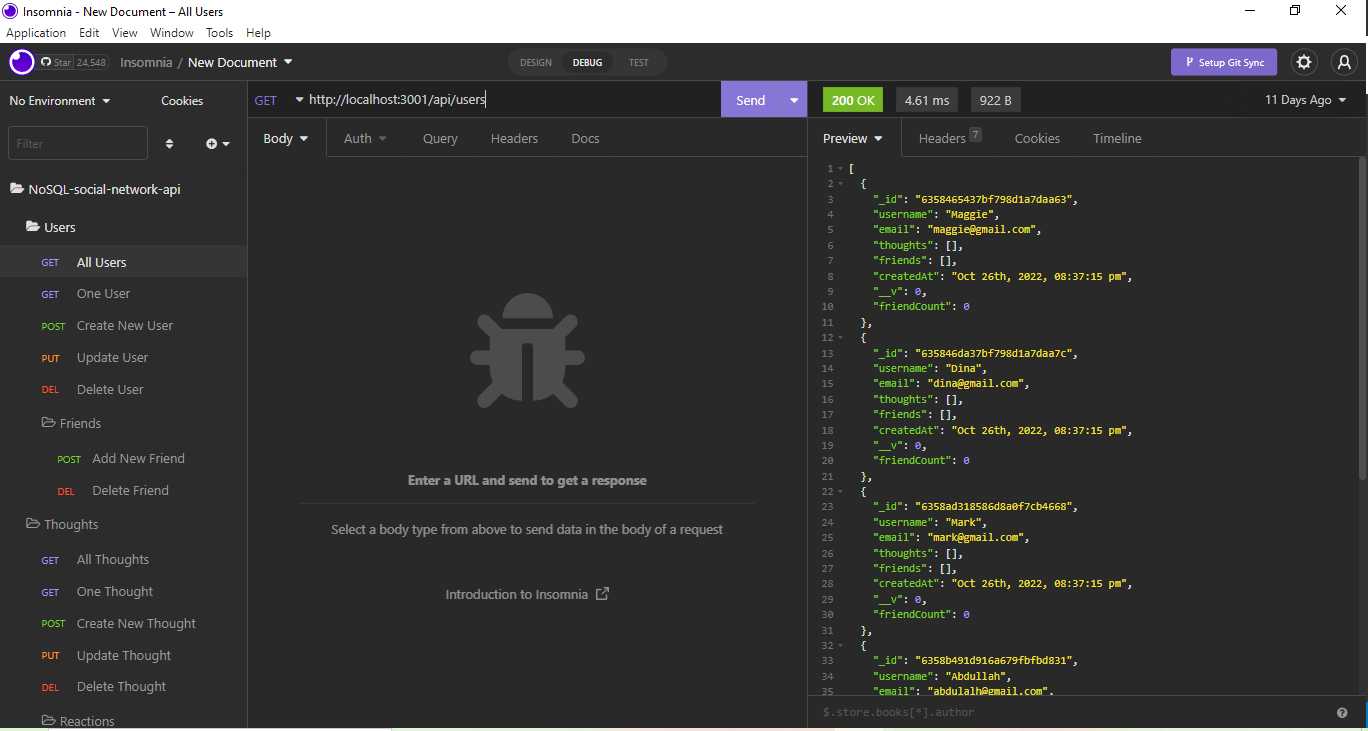 Insomnia - New Document – All Users
Application Edit View Window Tools Help
Star 24,548 Insomnia / New Document DESIGN DEBUG TEST Setup Git Sync
No Environment Cookies
Filter
NoSQL-social-network-api
Users
GET All Users
GET One User
POST Create New User
PUT Update User
DEL Delete User
Friends
POST Add New Friend
DEL Delete Friend
Thoughts
GET All Thoughts
GET One Thought
POST Create New Thought
PUT Update Thought
DEL Delete Thought
Reactions
GET http://localhost:3001/api/users Send
Body Auth Query Headers Docs
Enter a URL and send to get a response
Select a body type from above to send data in the body of a request
Introduction to Insomnia
200 OK 4.61 ms 922 B 11 Days Ago
Preview Headers 7 Cookies Timeline
1 [
2 {
3 "_id": "6358465437bf798d1a7daa63",
4 "username": "Maggie",
5 "email": "maggie@gmail.com",
6 "thoughts": [],
7 "friends": [],
8 "createdAt": "Oct 26th, 2022, 08:37:15 pm",
9 "__v": 0,
10 "friendCount": 0
11 },
12 {
13 "_id": "635846da37bf798d1a7daa7c",
14 "username": "Dina",
15 "email": "dina@gmail.com",
16 "thoughts": [],
17 "friends": [],
18 "createdAt": "Oct 26th, 2022, 08:37:15 pm",
19 "__v": 0,
20 "friendCount": 0
21 },
22 {
23 "_id": "6358ad318586d8a0f7cb4668",
24 "username": "Mark",
25 "email": "mark@gmail.com",
26 "thoughts": [],
27 "friends": [],
28 "createdAt": "Oct 26th, 2022, 08:37:15 pm",
29 "__v": 0,
30 "friendCount": 0
31 },
32 {
33 "_id": "6358b491d916a679fbfbd831",
34 "username": "Abdullah",
35 "email": "abdulalh@gmail.com",
$.store.books[*].author